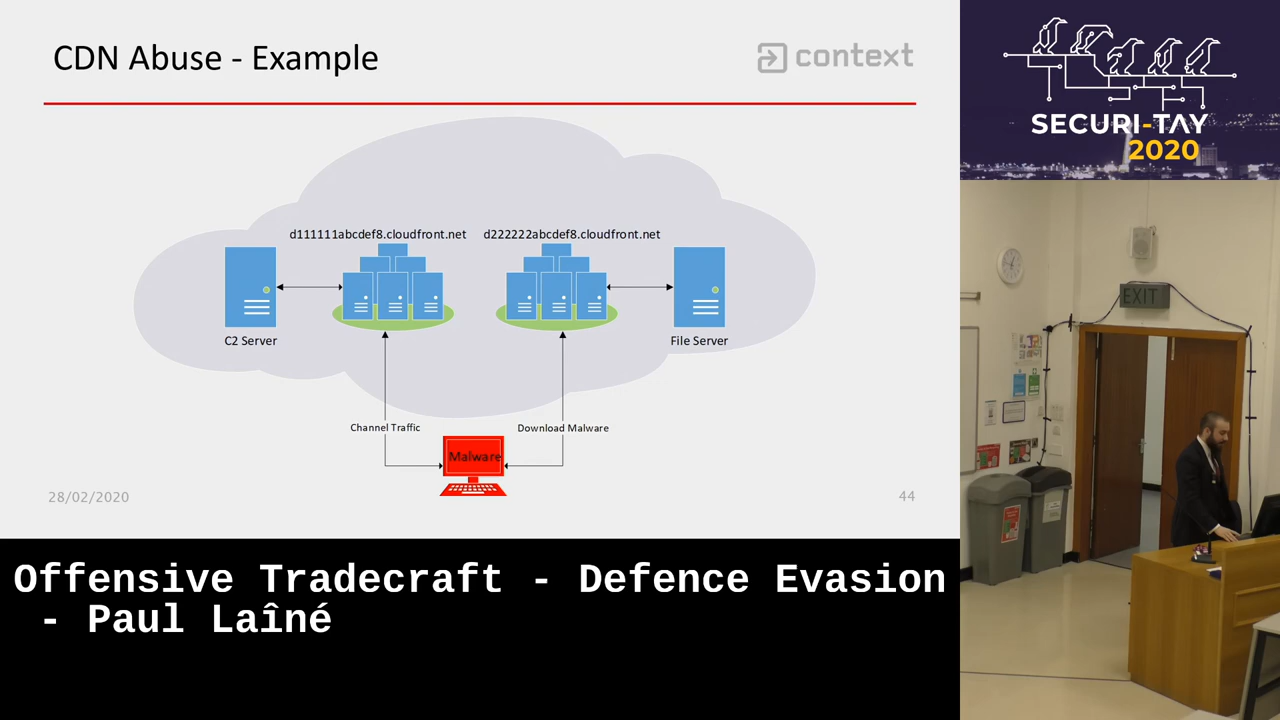 CDN Abuse - Example
context
d111111abcdef8.cloudfront.net
d222222abcdef8.cloudfront.net
C2 Server
File Server
Channel Traffic
Download Malware
Malware
28/02/2020
44
SECURI-TAY
2020
EXIT
Offensive Tradecraft - Defence Evasion
- Paul Laîné